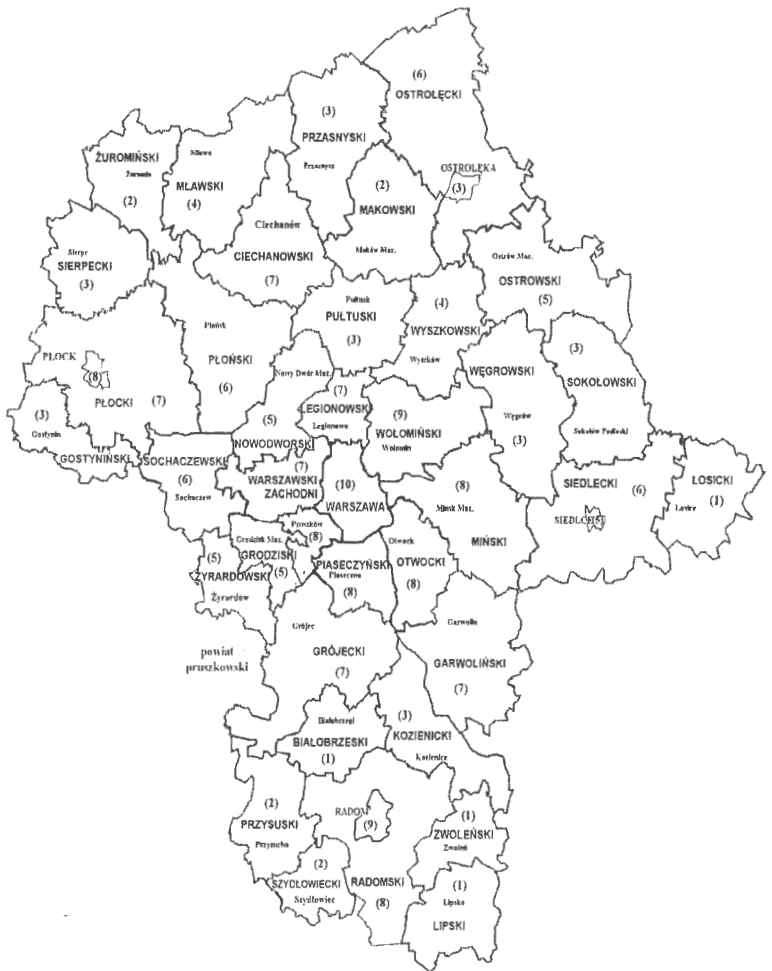 (6)
OSTROŁĘCKI
(3)
PRZASNYSKI
Przasnysz
OSTROŁĘKA
(3)
ŻUROMIŃSKI
Żuromin
(2)
Mława
MŁAWSKI
(4)
(2)
MAKOWSKI
Maków Maz.
Ciechanów
CIECHANOWSKI
(7)
Sierpc
SIERPECKI
(3)
Ostrów Maz.
OSTROWSKI
(5)
Pułtusk
PUŁTUSKI
(3)
(4)
WYSZKOWSKI
Wyszków
Płońsk
PŁOŃSKI
(6)
PŁOCK
(8)
PŁOCKI
(7)
(3)
SOKOŁOWSKI
Sokołów Podlaski
WĘGROWSKI
Węgrów
(3)
Nowy Dwór Maz.
(5)
NOWODWORSKI
(7)
LEGIONOWSKI
Legionowo
(9)
WOŁOMIŃSKI
Wołomin
(3)
Gostynin
GOSTYNIŃSKI
SOCHACZEWSKI
(6)
Sochaczew
(7)
WARSZAWSKI
ZACHODNI
(10)
WARSZAWA
(8)
Mińsk Maz.
MIŃSKI
SIEDLECKI
(6)
SIEDLCE
(5)
ŁOSICKI
(1)
Łosice
Pruszków
(8)
Grodzisk Maz.
GRODZISKI
(5)
(5)
ŻYRARDOWSKI
Żyrardów
PIASECZYŃSKI
Piaseczno
(8)
Otwock
OTWOCKI
(8)
powiat
pruszkowski
Grójec
GRÓJECKI
(7)
Garwolin
GARWOLIŃSKI
(7)
Białobrzegi
BIAŁOBRZESKI
(1)
(3)
KOZIENICKI
Kozienice
(2)
PRZYSUSKI
Przysucha
RADOM
(9)
(1)
ZWOLEŃSKI
Zwoleń
(2)
SZYDŁOWIECKI
Szydłowiec
RADOMSKI
(8)
(1)
Lipsko
LIPSKI